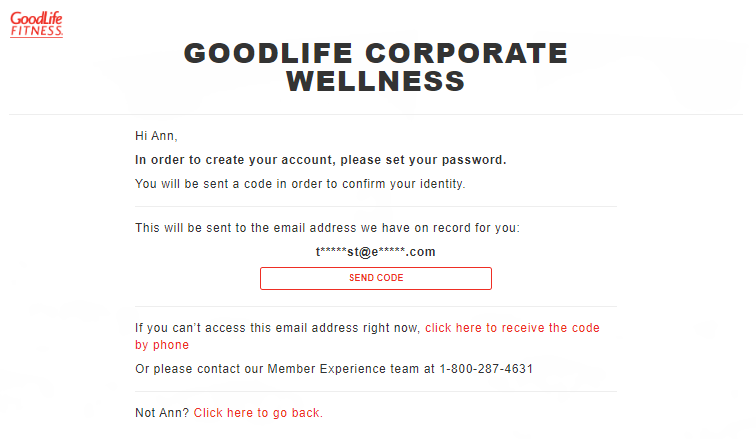 GoodLife
FITNESS
GOODLIFE CORPORATE
WELLNESS
Hi Ann,
In order to create your account, please set your password.
You will be sent a code in order to confirm your identity.
This will be sent to the email address we have on record for you:
t*****st@e*****.com
SEND CODE
If you can't access this email address right now, click here to receive the code
by phone
Or please contact our Member Experience team at 1-800-287-4631
Not Ann? Click here to go back.